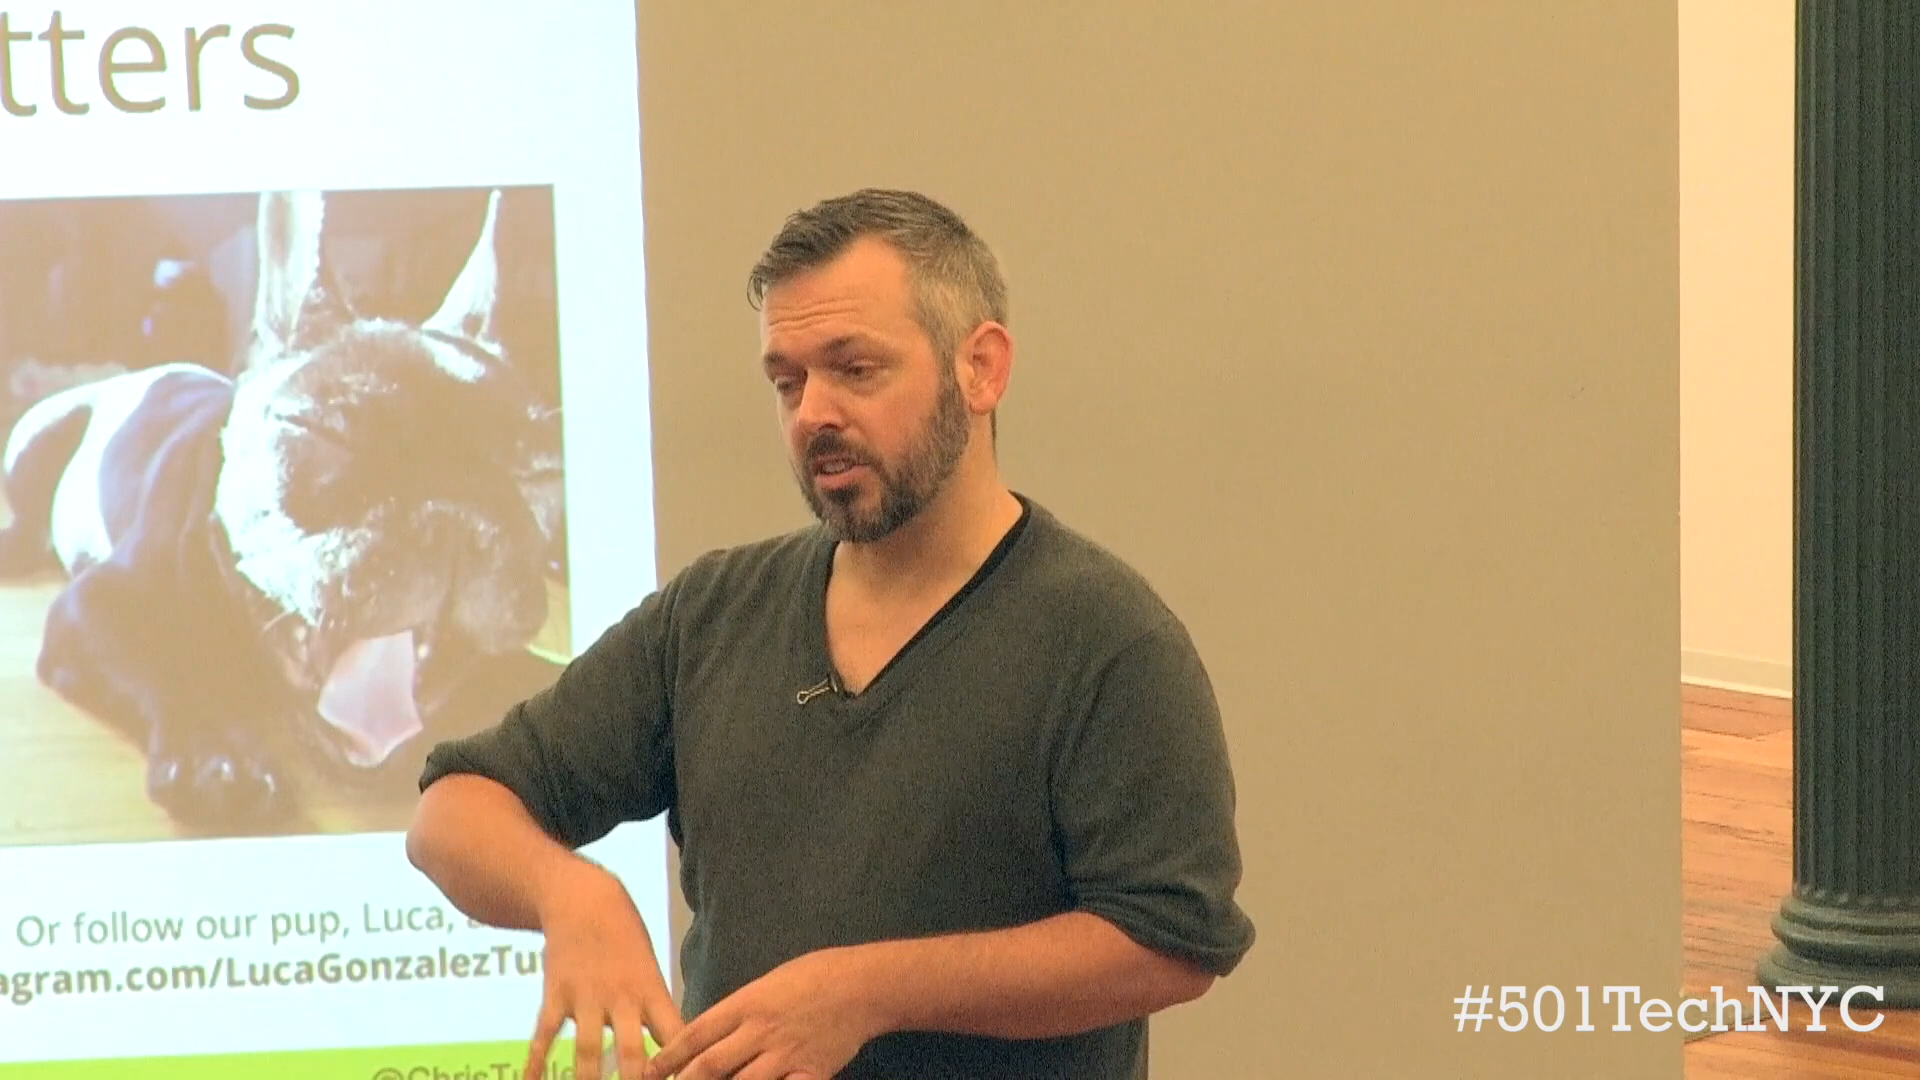 tters
Or follow our pup, Luca,
agram.com/LucaGonzalezTu
#501TechNYC